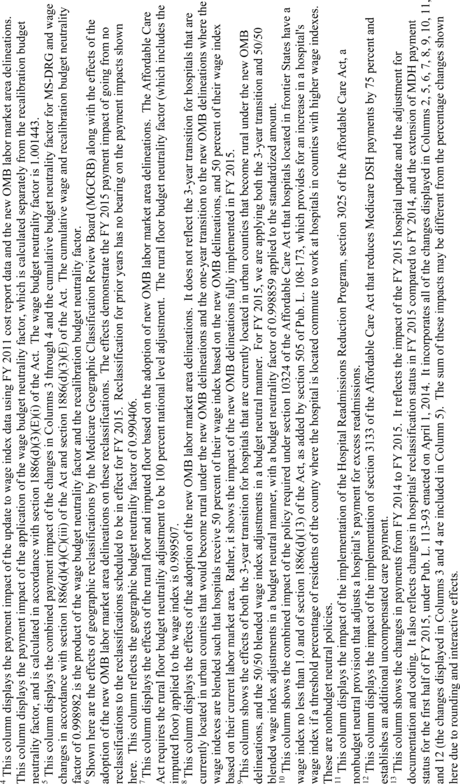 4 This column displays the payment impact of the update to wage index data using FY 2011 cost report data and the new OMB labor market area delineations.
This column displays the payment impact of the application of the wage budget neutrality factor, which is calculated separately from the recalibration budget
neutrality factor, and is calculated in accordance with section 1886(d)(3)(E)(i) of the Act. The wage budget neutrality factor is 1.001443.
5 This column displays the combined payment impact of the changes in Columns 3 through 4 and the cumulative budget neutrality factor for MS-DRG and wage
changes in accordance with section 1886(d)(4)(C)(iii) of the Act and section 1886(d)(3)(E) of the Act. The cumulative wage and recalibration budget neutrality
factor of 0.998982 is the product of the wage budget neutrality factor and the recalibration budget neutrality factor.
6 Shown here are the effects of geographic reclassifications by the Medicare Geographic Classification Review Board (MGCRB) along with the effects of the
adoption of the new OMB labor market area delineations on these reclassifications. The effects demonstrate the FY 2015 payment impact of going from no
reclassifications to the reclassifications scheduled to be in effect for FY 2015. Reclassification for prior years has no bearing on the payment impacts shown
here. This column reflects the geographic budget neutrality factor of 0.990406.
7 This column displays the effects of the rural floor and imputed floor based on the adoption of new OMB labor market area delineations. The Affordable Care
Act requires the rural floor budget neutrality adjustment to be 100 percent national level adjustment. The rural floor budget neutrality factor (which includes the
imputed floor) applied to the wage index is 0.989507.
8 This column displays the effects of the adoption of the new OMB labor market area delineations. It does not reflect the 3-year transition for hospitals that are
currently located in urban counties that would become rural under the new OMB delineations and the one-year transition to the new OMB delineations where the
wage indexes are blended such that hospitals receive 50 percent of their wage index based on the new OMB delineations, and 50 percent of their wage index
based on their current labor market area. Rather, it shows the impact of the new OMB delineations fully implemented in FY 2015.
9 This column shows the effects of both the 3-year transition for hospitals that are currently located in urban counties that become rural under the new OMB
delineations, and the 50/50 blended wage index adjustments in a budget neutral manner. For FY 2015, we are applying both the 3-year transition and 50/50
blended wage index adjustments in a budget neutral manner, with a budget neutrality factor of 0.998859 applied to the standardized amount.
10 This column shows the combined impact of the policy required under section 10324 of the Affordable Care Act that hospitals located in frontier States have a
wage index no less than 1.0 and of section 1886(d)(13) of the Act, as added by section 505 of Pub. L. 108-173, which provides for an increase in a hospital's
wage index if a threshold percentage of residents of the county where the hospital is located commute to work at hospitals in counties with higher wage indexes.
These are nonbudget neutral policies.
11 This column displays the impact of the implementation of the Hospital Readmissions Reduction Program, section 3025 of the Affordable Care Act, a
nonbudget neutral provision that adjusts a hospital's payment for excess readmissions.
12 This column displays the impact of the implementation of section 3133 of the Affordable Care Act that reduces Medicare DSH payments by 75 percent and
establishes an additional uncompensated care payment.
13 This column shows the changes in payments from FY 2014 to FY 2015. It reflects the impact of the FY 2015 hospital update and the adjustment for
documentation and coding. It also reflects changes in hospitals' reclassification status in FY 2015 compared to FY 2014, and the extension of MDH payment
status for the first half of FY 2015, under Pub. L. 113-93 enacted on April 1, 2014. It incorporates all of the changes displayed in Columns 2, 5, 6, 7, 8, 9, 10, 11,
and 12 (the changes displayed in Columns 3 and 4 are included in Column 5). The sum of these impacts may be different from the percentage changes shown
here due to rounding and interactive effects.